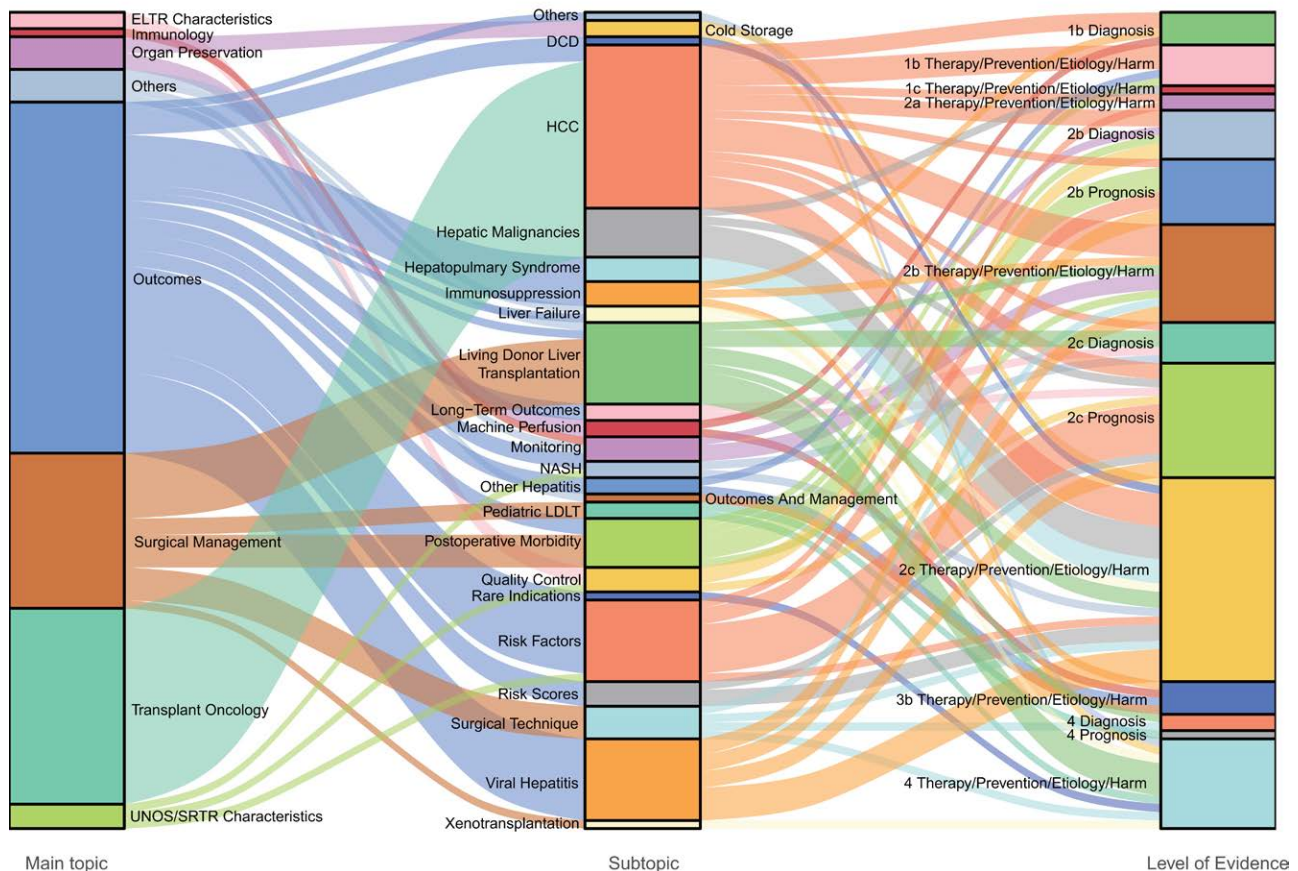 ELTR Characteristics
Immunology
Organ Preservation
Others
Outcomes
Surgical Management
Transplant Oncology
UNOS/SRTR Characteristics
Others
Cold Storage
DCD
HCC
Hepatic Malignancies
Hepatopulmary Syndrome
Immunosuppression
Liver Failure
Living Donor Liver
Transplantation
Long-Term Outcomes
Machine Perfusion
Monitoring
NASH
Other Hepatitis
Outcomes And Management
Pediatric LDLT
Postoperative Morbidity
Quality Control
Rare Indications
Risk Factors
Risk Scores
Surgical Technique
Viral Hepatitis
Xenotransplantation
1b Diagnosis
1b Therapy/Prevention/Etiology/Harm
1c Therapy/Prevention/Etiology/Harm
2a Therapy/Prevention/Etiology/Harm
2b Diagnosis
2b Prognosis
2b Therapy/Prevention/Etiology/Harm
2c Diagnosis
2c Prognosis
2c Therapy/Prevention/Etiology/Harm
3b Therapy/Prevention/Etiology/Harm
4 Diagnosis
4 Prognosis
4 Therapy/Prevention/Etiology/Harm
Main topic
Subtopic
Level of Evidence